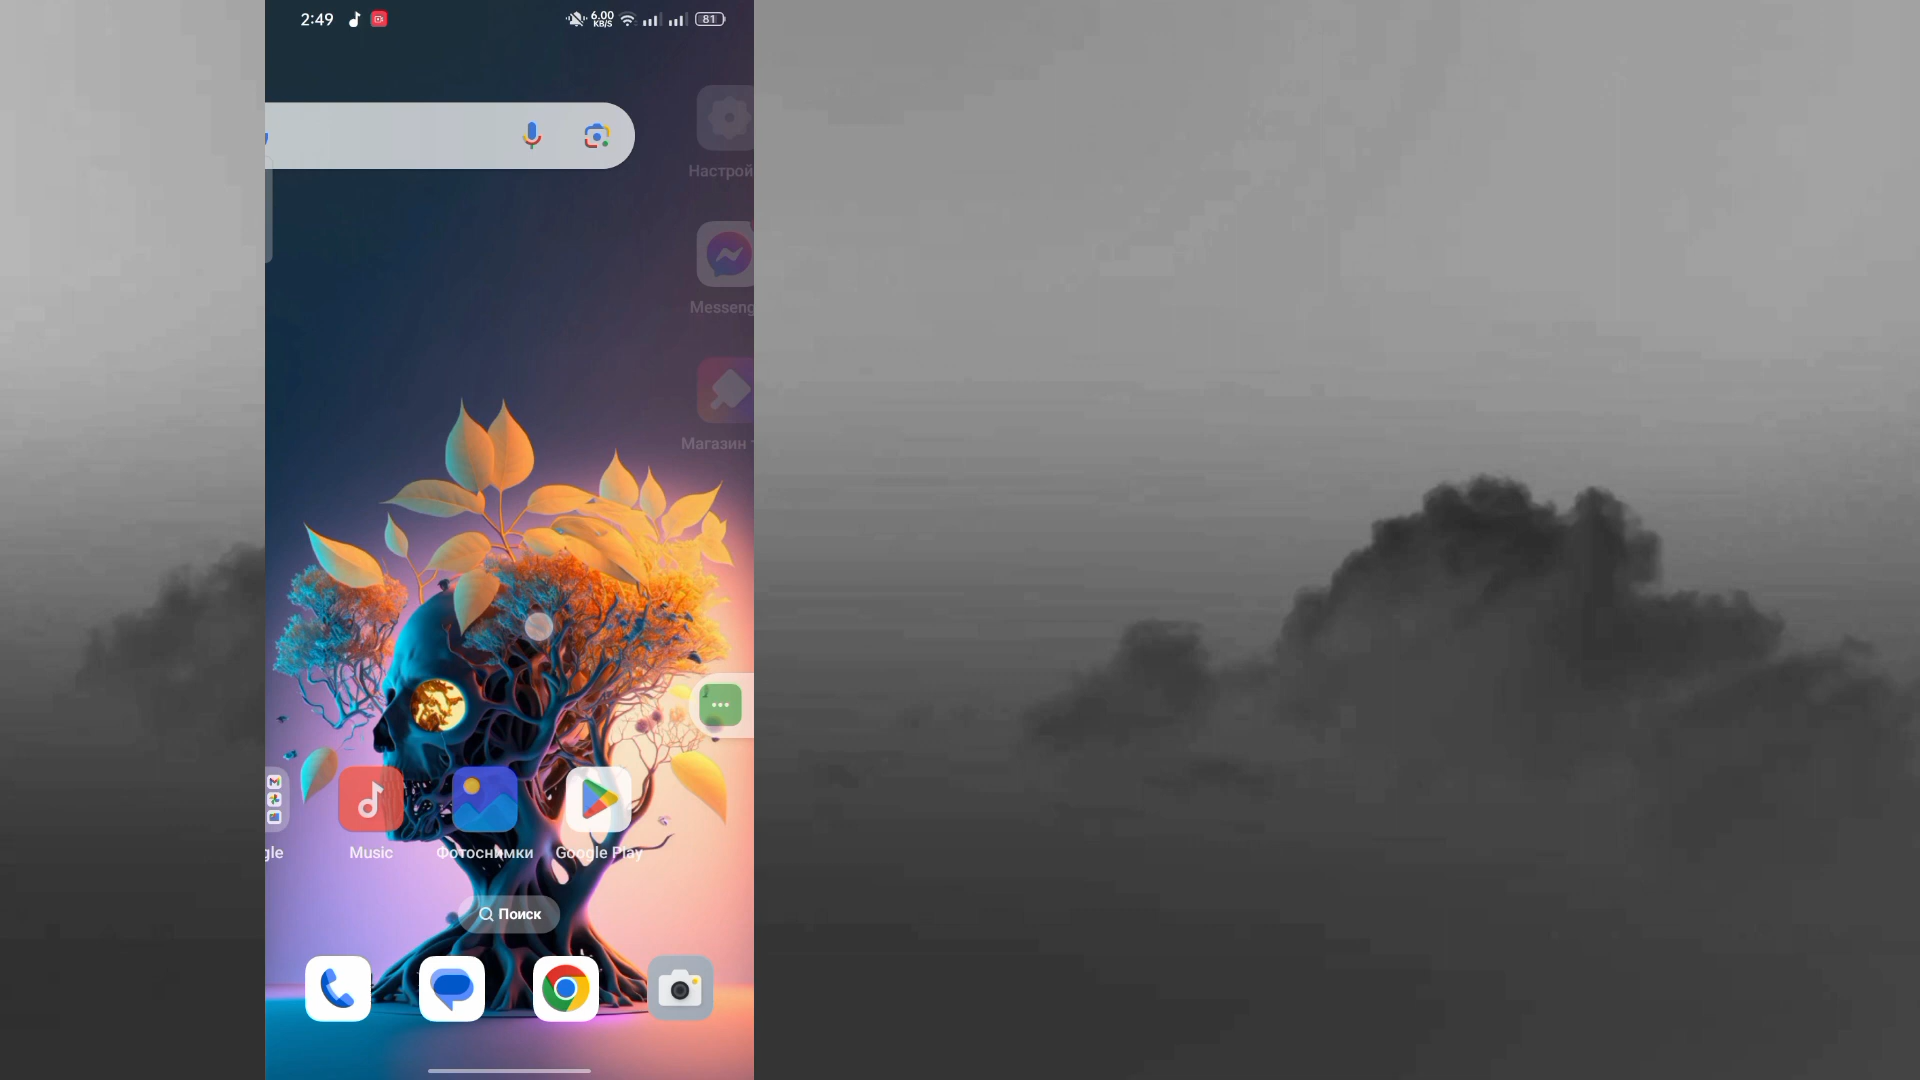 2:49
6.00
KB/S
81
Настрой
Messeng
Магазин
gle
Music
Фотоснимки
Google Play
Поиск